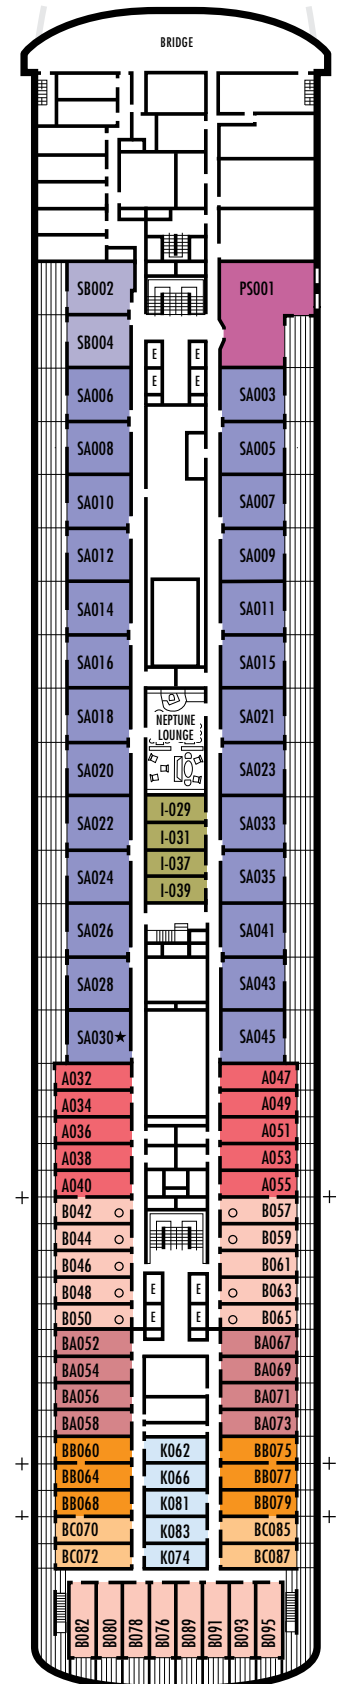 BRIDGE
SB002
PS001
SB004
E E
E E
SA006
SA003
SA008
SA005
SA010
SA007
SA012
SA009
SA014
SA011
SA016
SA015
SA018
NEPTUNE
LOUNGE
SA021
SA020
SA023
SA022
I-029
I-031
SA033
SA024
I-037
I-039
SA035
SA026
SA041
SA028
SA043
SA030★
SA045
A032
A047
A034
A049
A036
A051
A038
A053
A040
A055
B042
B057
B044
B059
B046
B061
B048
E E
B063
B050
E E
B065
BA052
BA067
BA054
BA069
BA056
BA071
BA058
BA073
BB060
K062
BB075
BB064
K066
BB077
BB068
K081
BB079
BC070
K083
BC085
BC072
K074
BC087
B082
B080
B078
B076
B089
B091
B093
B095